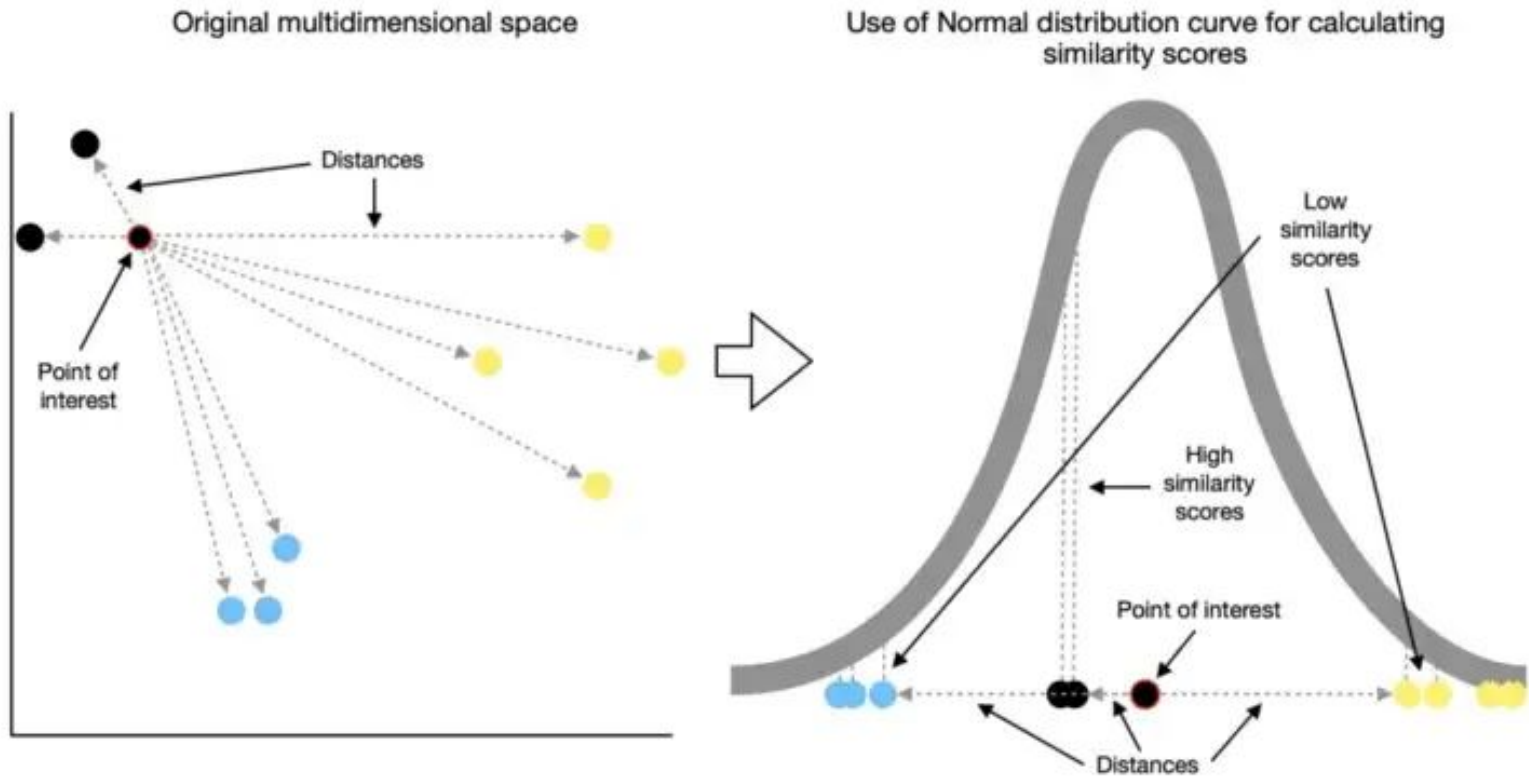 Original multidimensional space
Use of Normal distribution curve for calculating
similarity scores
Distances
Point of
interest
Low
similarity
scores
High
similarity
scores
Point of interest
Distances